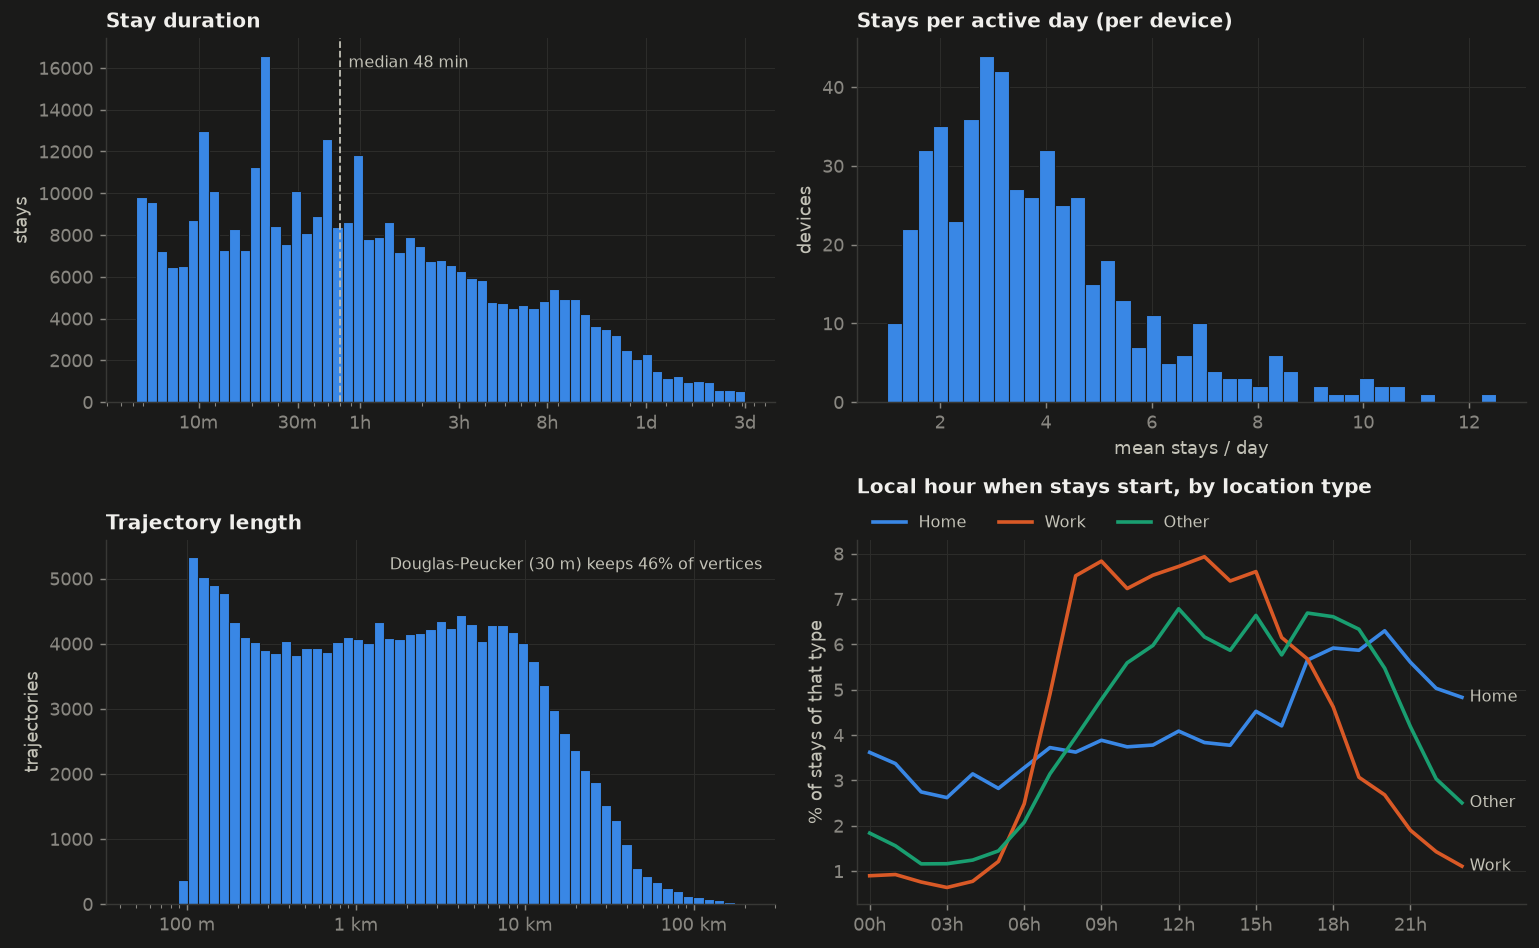 Stay duration
median 48 min
stays
16000
14000
12000
10000
8000
6000
4000
2000
0
10m 30m 1h 3h 8h 1d 3d
Stays per active day (per device)
devices
40
30
20
10
0
2 4 6 8 10 12
mean stays / day
Trajectory length
Douglas-Peucker (30 m) keeps 46% of vertices
trajectories
5000
4000
3000
2000
1000
0
100 m 1 km 10 km 100 km
Local hour when stays start, by location type
Home Work Other
% of stays of that type
8
7
6
5
4
3
2
1
Home
Other
Work
00h 03h 06h 09h 12h 15h 18h 21h